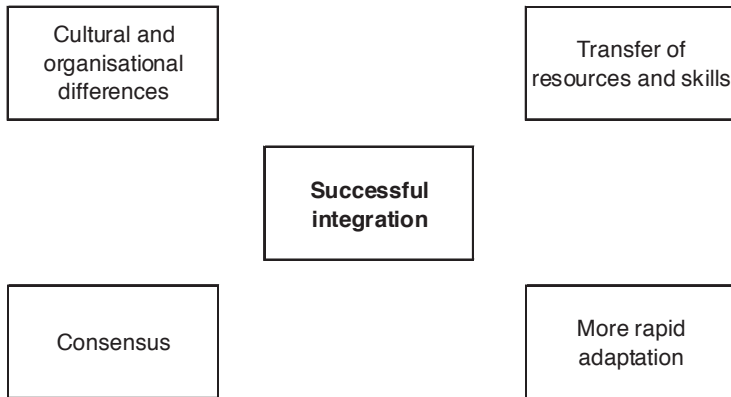 Cultural and
organisational
differences
Transfer of
resources and skills
Successful
integration
Consensus
More rapid
adaptation